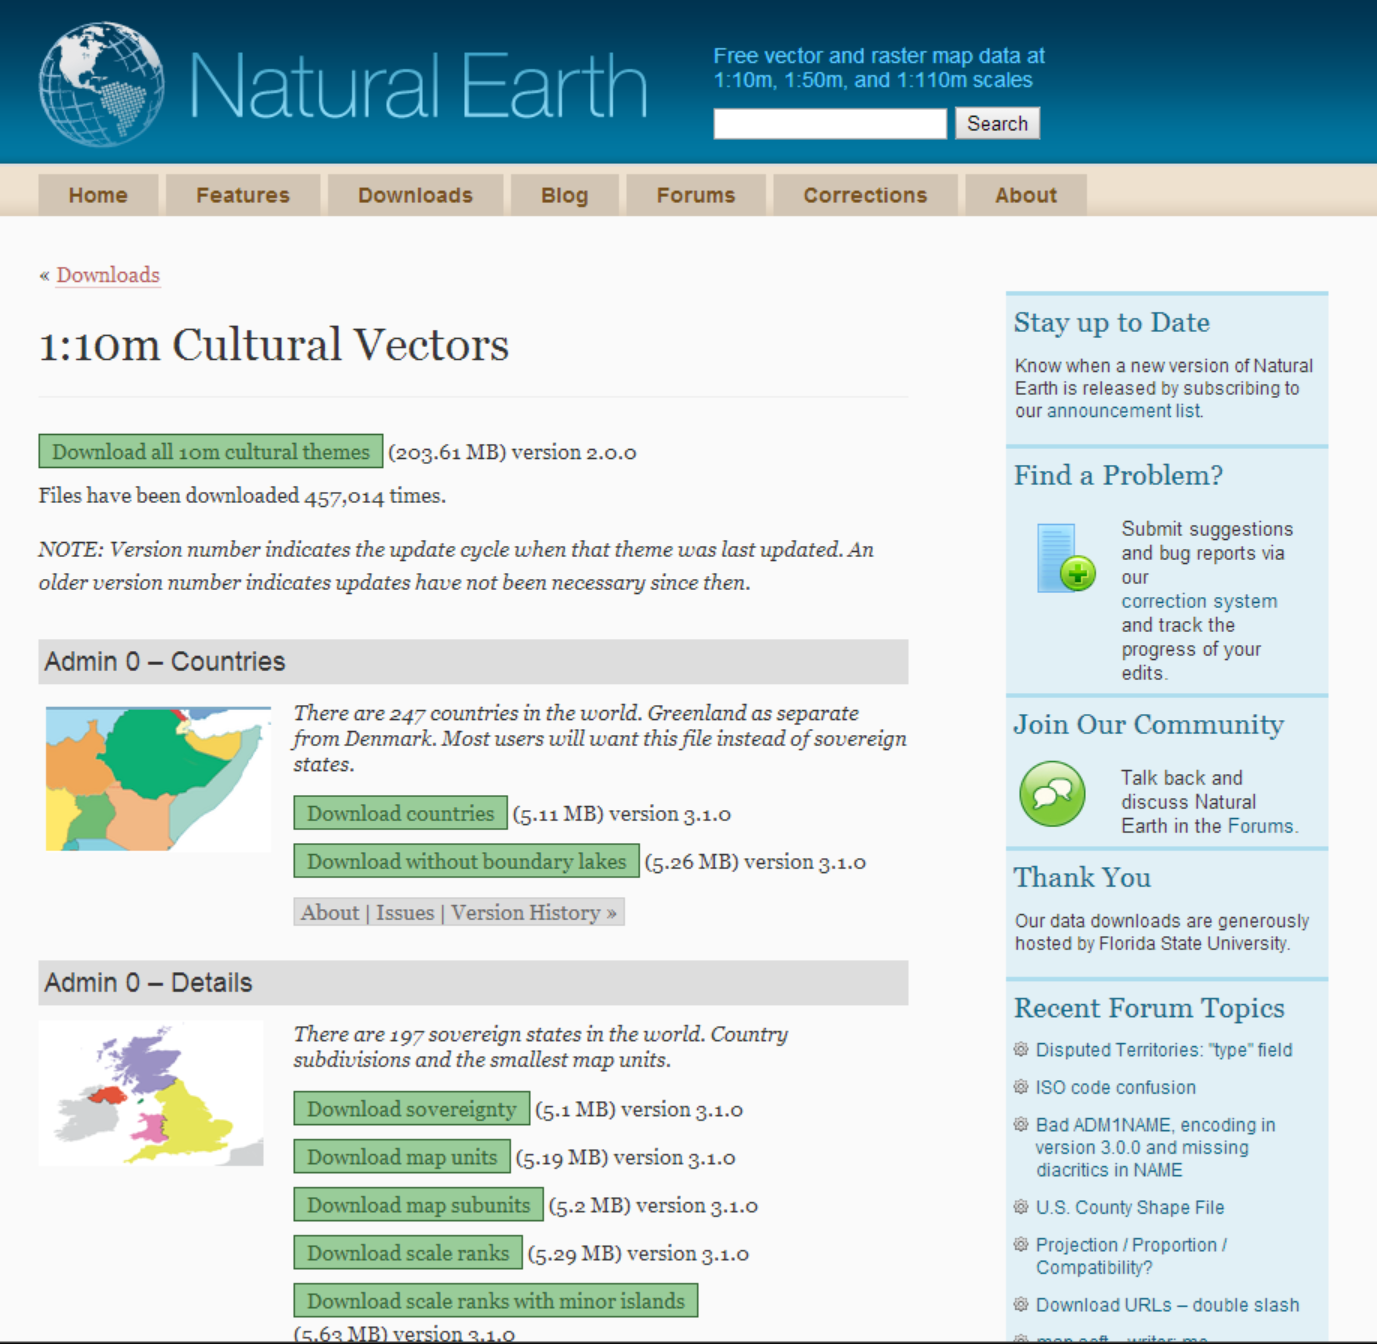 Natural Earth
Free vector and raster map data at
1:10m, 1:50m, and 1:110m scales
Search
Home
Features
Downloads
Blog
Forums
Corrections
About
« Downloads
1:10m Cultural Vectors
Download all 10m cultural themes (203.61 MB) version 2.0.0
Files have been downloaded 457,014 times.
NOTE: Version number indicates the update cycle when that theme was last updated. An
older version number indicates updates have not been necessary since then.
Admin 0 – Countries
There are 247 countries in the world. Greenland as separate
from Denmark. Most users will want this file instead of sovereign
states.
Download countries (5.11 MB) version 3.1.0
Download without boundary lakes (5.26 MB) version 3.1.0
About | Issues | Version History »
Admin 0 – Details
There are 197 sovereign states in the world. Country
subdivisions and the smallest map units.
Download sovereignty (5.1 MB) version 3.1.0
Download map units (5.19 MB) version 3.1.0
Download map subunits (5.2 MB) version 3.1.0
Download scale ranks (5.29 MB) version 3.1.0
Download scale ranks with minor islands
(5.63 MB) version 3.1.0
Stay up to Date
Know when a new version of Natural
Earth is released by subscribing to
our announcement list.
Find a Problem?
Submit suggestions
and bug reports via
our
correction system
and track the
progress of your
edits.
Join Our Community
Talk back and
discuss Natural
Earth in the Forums.
Thank You
Our data downloads are generously
hosted by Florida State University.
Recent Forum Topics
Disputed Territories: "type" field
ISO code confusion
Bad ADM1NAME, encoding in
version 3.0.0 and missing
diacritics in NAME
U.S. County Shape File
Projection / Proportion /
Compatibility?
Download URLs – double slash